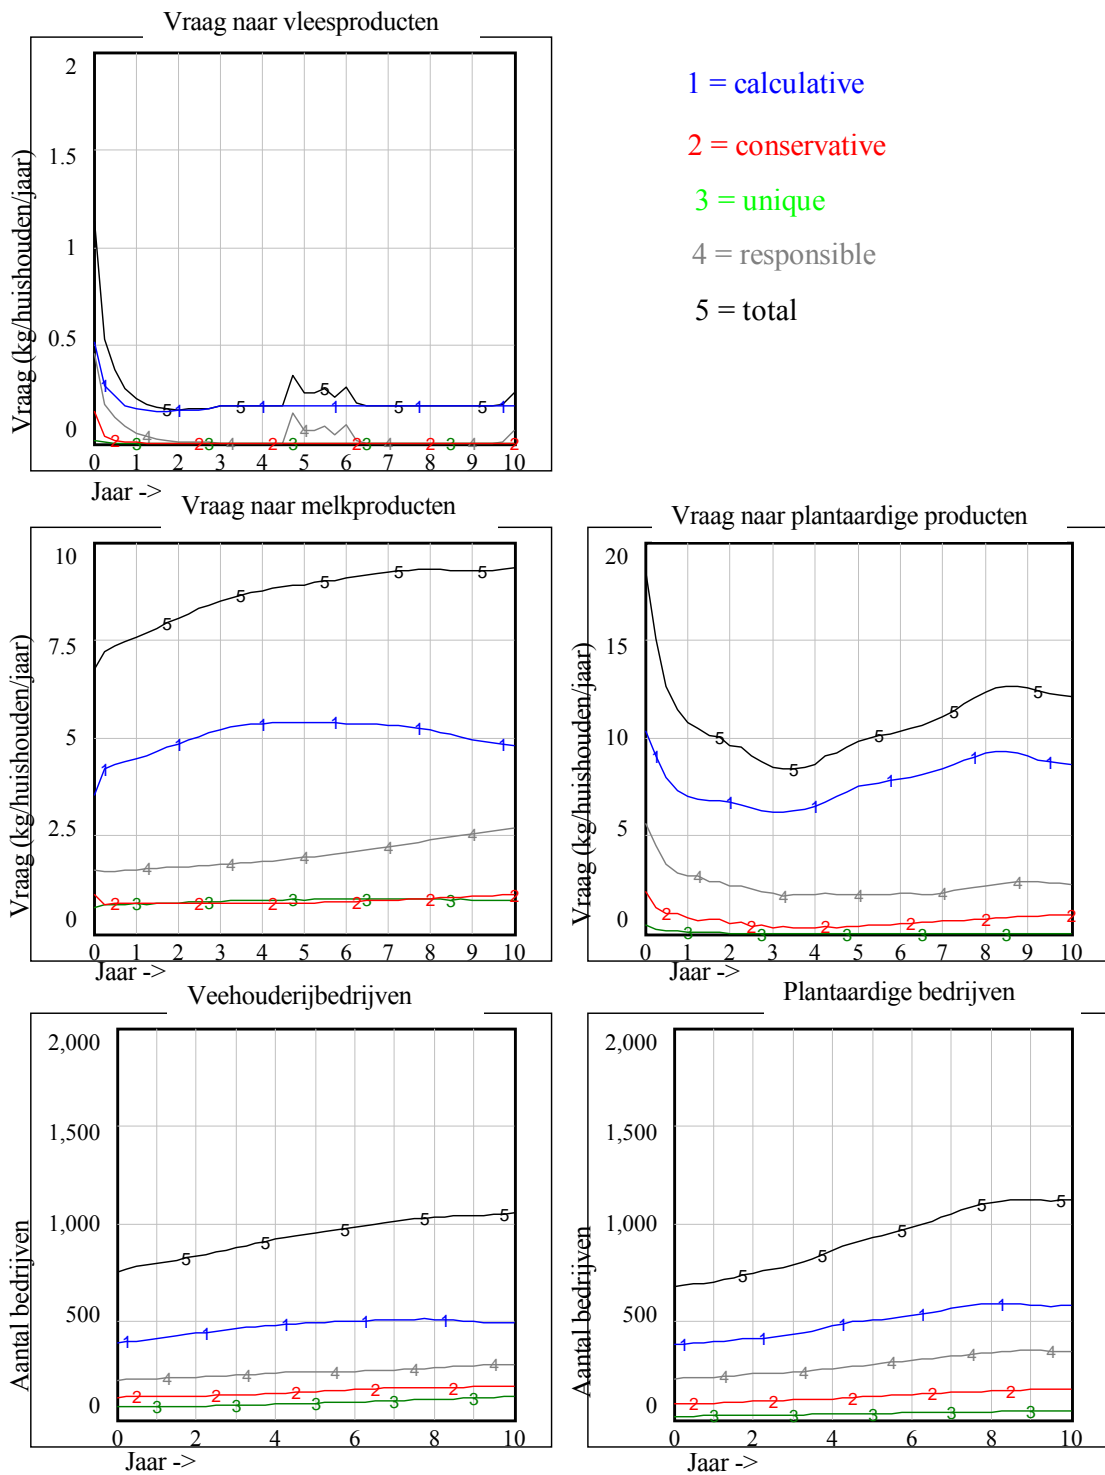 Vraag naar vleesproducten
2
1.5
1
0.5
0
Vraag (kg/huishouden/jaar)
0 1 2 3 4 5 6 7 8 9 10
Jaar ->
1 = calculative
2 = conservative
3 = unique
4 = responsible
5 = total
Vraag naar melkproducten
10
7.5
5
2.5
0
Vraag (kg/huishouden/jaar)
0 1 2 3 4 5 6 7 8 9 10
Jaar ->
Vraag naar plantaardige producten
20
15
10
5
0
Vraag (kg/huishouden/jaar)
0 1 2 3 4 5 6 7 8 9 10
Jaar ->
Veehouderijbedrijven
2,000
1,500
1,000
500
0
Aantal bedrijven
0 2 4 6 8 10
Jaar ->
Plantaardige bedrijven
2,000
1,500
1,000
500
0
Aantal bedrijven
0 2 4 6 8 10
Jaar ->